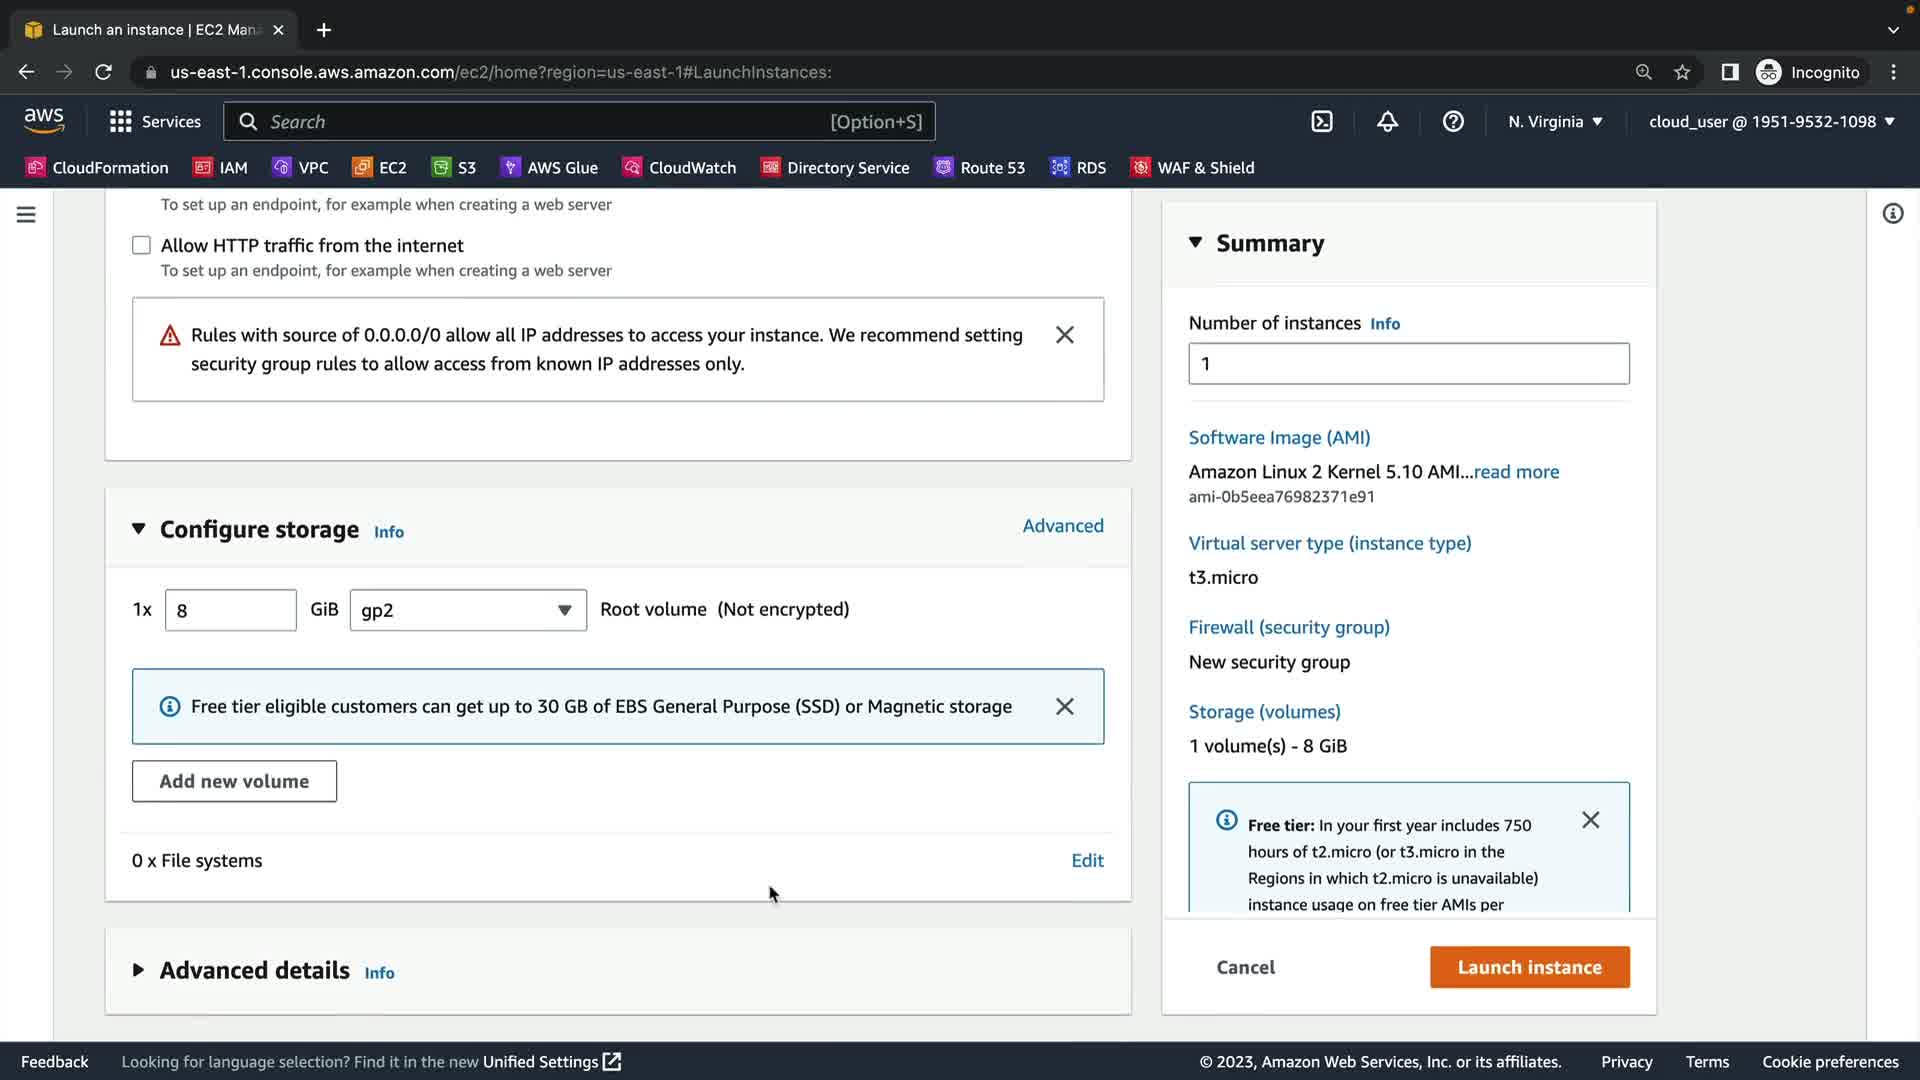 Launch an instance | EC2 Mana
us-east-1.console.aws.amazon.com/ec2/home?region=us-east-1#LaunchInstances:
Incognito
aws
Services
Search
[Option+S]
N. Virginia
cloud_user @ 1951-9532-1098
CloudFormation
IAM
VPC
EC2
S3
AWS Glue
CloudWatch
Directory Service
Route 53
RDS
WAF & Shield
To set up an endpoint, for example when creating a web server
Allow HTTP traffic from the internet
To set up an endpoint, for example when creating a web server
Rules with source of 0.0.0.0/0 allow all IP addresses to access your instance. We recommend setting
security group rules to allow access from known IP addresses only.
Configure storage Info
Advanced
1x 8 GiB gp2 Root volume (Not encrypted)
Free tier eligible customers can get up to 30 GB of EBS General Purpose (SSD) or Magnetic storage
Add new volume
0 x File systems
Edit
Advanced details Info
Summary
Number of instances Info
1
Software Image (AMI)
Amazon Linux 2 Kernel 5.10 AMI...read more
ami-0b5eea76982371e91
Virtual server type (instance type)
t3.micro
Firewall (security group)
New security group
Storage (volumes)
1 volume(s) - 8 GiB
Free tier: In your first year includes 750
hours of t2.micro (or t3.micro in the
Regions in which t2.micro is unavailable)
instance usage on free tier AMIs per
Cancel
Launch instance
Feedback
Looking for language selection? Find it in the new Unified Settings
© 2023, Amazon Web Services, Inc. or its affiliates.
Privacy
Terms
Cookie preferences